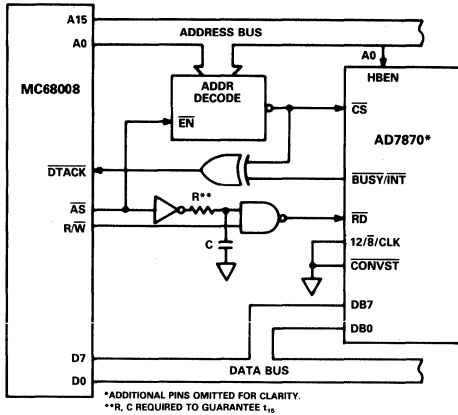 A15
ADDRESS BUS
A0
A0
HBEN
MC68008
ADDR
DECODE
EN
CS
AD7870*
DTACK
BUSY/INT
R**
AS
RD
R/W
C
12/8/CLK
CONVST
DB7
DB0
D7
DATA BUS
D0
*ADDITIONAL PINS OMITTED FOR CLARITY.
**R, C REQUIRED TO GUARANTEE t15